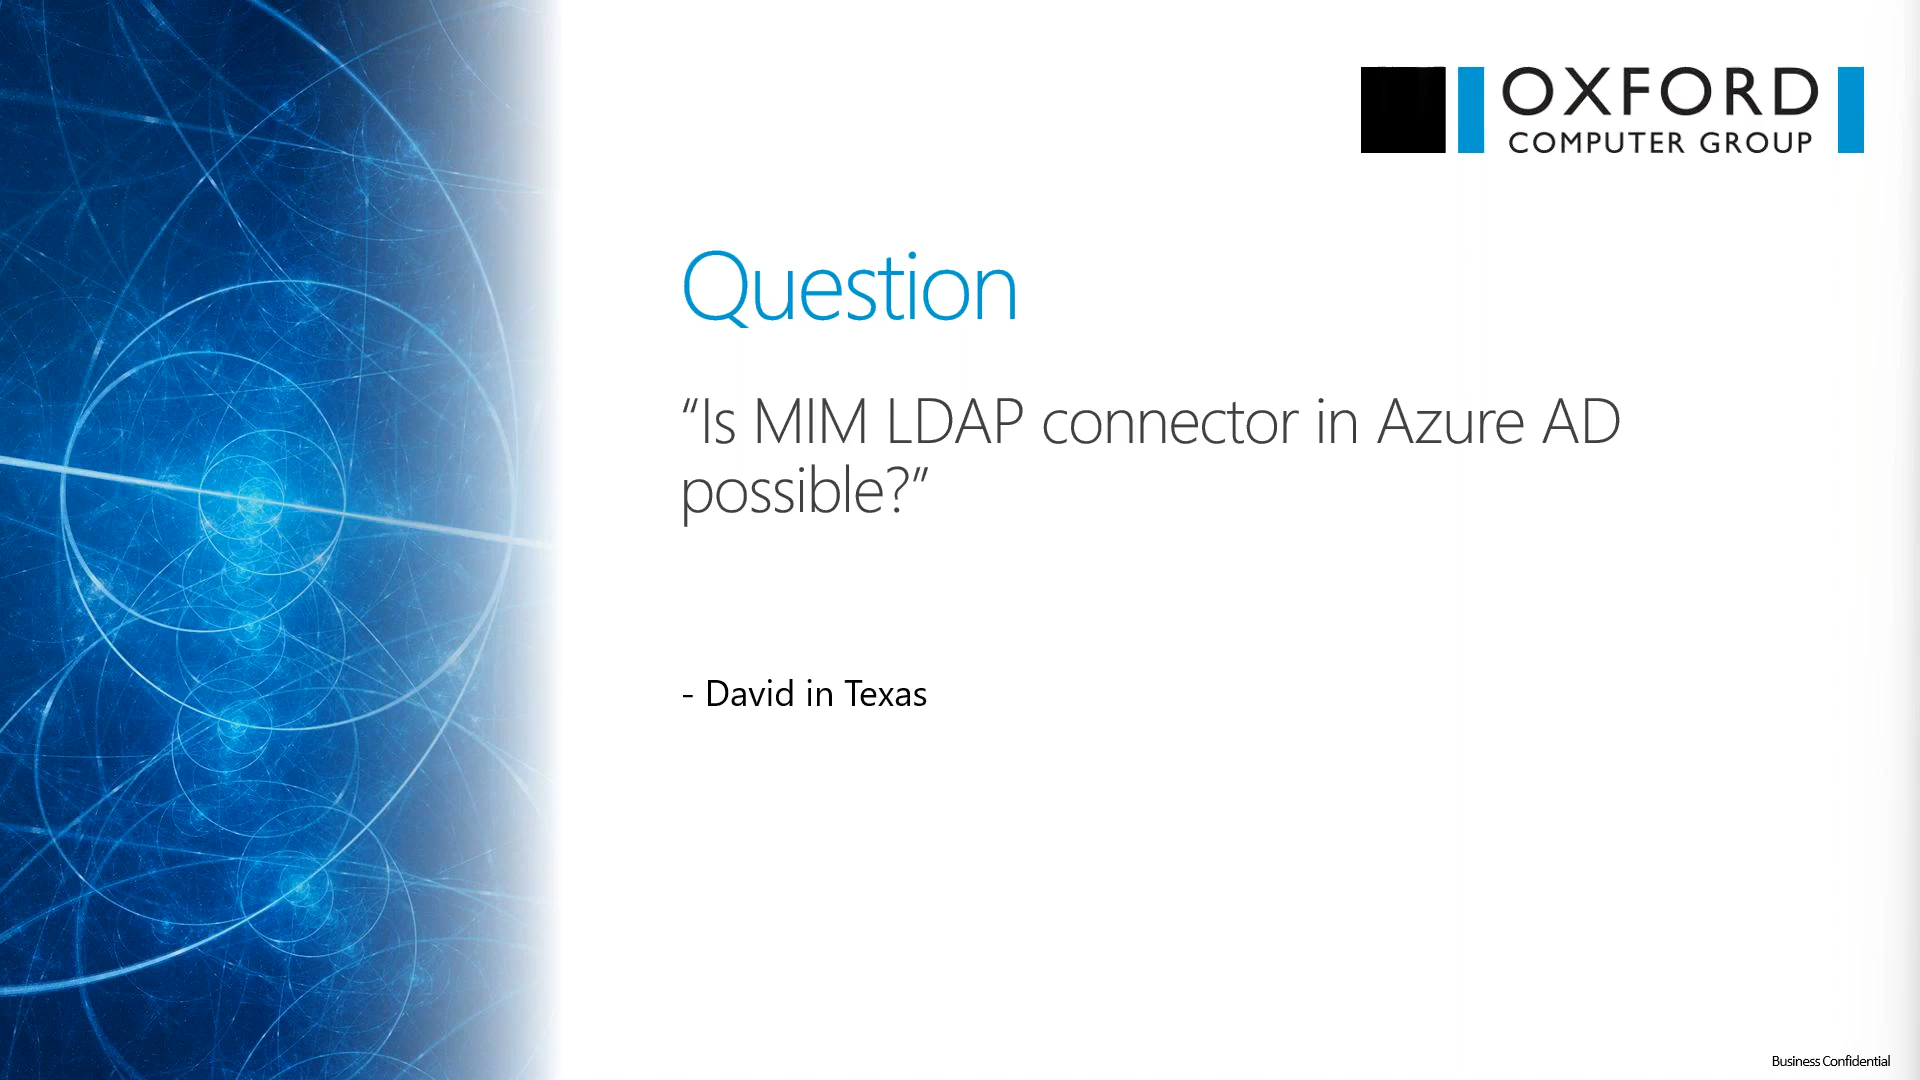 OXFORD
COMPUTER GROUP
Question
“Is MIM LDAP connector in Azure AD
possible?”
- David in Texas
Business Confidential